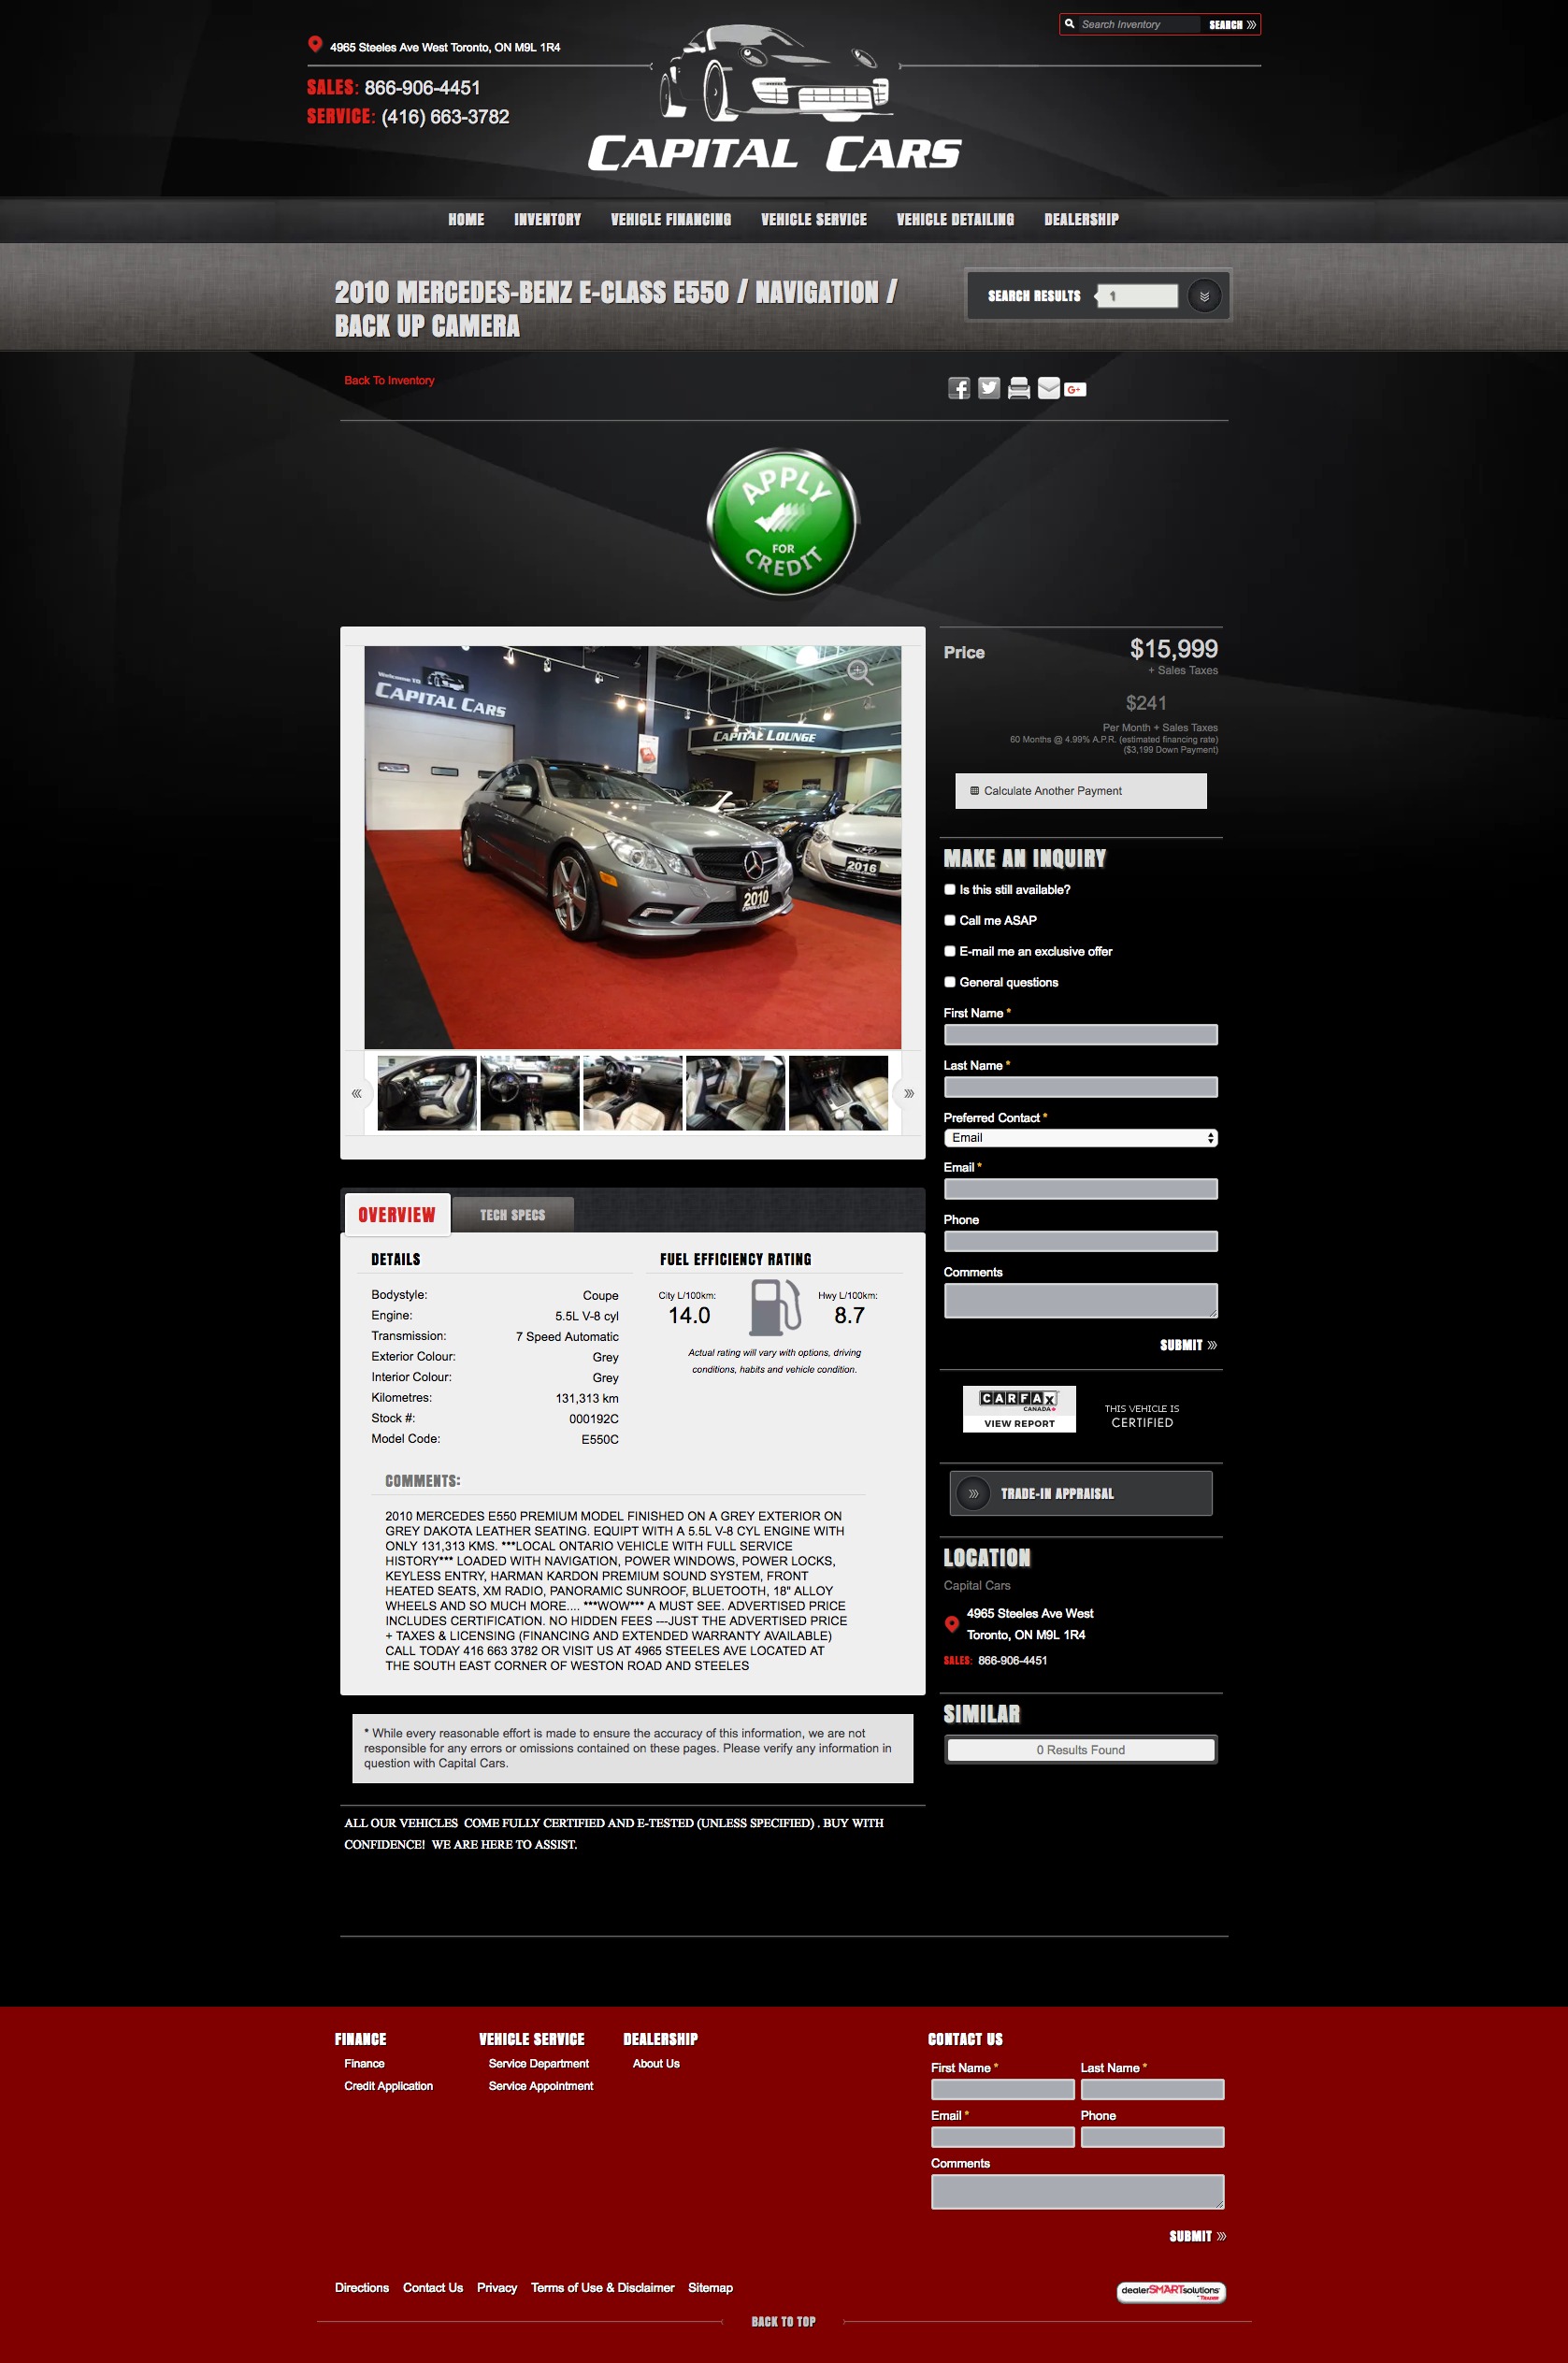 4965 Steeles Ave West Toronto, ON M9L 1R4
Search Inventory
SEARCH
SALES: 866-906-4451
SERVICE: (416) 663-3782
CAPITAL CARS
HOME INVENTORY VEHICLE FINANCING VEHICLE SERVICE VEHICLE DETAILING DEALERSHIP
2010 MERCEDES-BENZ E-CLASS E550 / NAVIGATION /
BACK UP CAMERA
SEARCH RESULTS 1
Back To Inventory
G+
APPLY
FOR
CREDIT
Welcome TO
CAPITAL CARS
CAPITAL LOUNGE
2016
2010
Price $15,999
+ Sales Taxes
$241
Per Month + Sales Taxes
60 Months @ 4.99% A.P.R. (estimated financing rate)
($3,199 Down Payment)
Calculate Another Payment
MAKE AN INQUIRY
Is this still available?
Call me ASAP
E-mail me an exclusive offer
General questions
First Name *
Last Name *
Preferred Contact *
Email
Email *
Phone
Comments
SUBMIT
OVERVIEW TECH SPECS
DETAILS
Bodystyle: Coupe
Engine: 5.5L V-8 cyl
Transmission: 7 Speed Automatic
Exterior Colour: Grey
Interior Colour: Grey
Kilometres: 131,313 km
Stock #: 000192C
Model Code: E550C
FUEL EFFICIENCY RATING
City L/100km: Hwy L/100km:
14.0 8.7
Actual rating will vary with options, driving
conditions, habits and vehicle condition.
COMMENTS:
2010 MERCEDES E550 PREMIUM MODEL FINISHED ON A GREY EXTERIOR ON
GREY DAKOTA LEATHER SEATING. EQUIPT WITH A 5.5L V-8 CYL ENGINE WITH
ONLY 131,313 KMS. ***LOCAL ONTARIO VEHICLE WITH FULL SERVICE
HISTORY*** LOADED WITH NAVIGATION, POWER WINDOWS, POWER LOCKS,
KEYLESS ENTRY, HARMAN KARDON PREMIUM SOUND SYSTEM, FRONT
HEATED SEATS, XM RADIO, PANORAMIC SUNROOF, BLUETOOTH, 18" ALLOY
WHEELS AND SO MUCH MORE.... ***WOW*** A MUST SEE. ADVERTISED PRICE
INCLUDES CERTIFICATION. NO HIDDEN FEES ---JUST THE ADVERTISED PRICE
+ TAXES & LICENSING (FINANCING AND EXTENDED WARRANTY AVAILABLE)
CALL TODAY 416 663 3782 OR VISIT US AT 4965 STEELES AVE LOCATED AT
THE SOUTH EAST CORNER OF WESTON ROAD AND STEELES
CARFAX
CANADA
VIEW REPORT
THIS VEHICLE IS
CERTIFIED
TRADE-IN APPRAISAL
LOCATION
Capital Cars
4965 Steeles Ave West
Toronto, ON M9L 1R4
SALES: 866-906-4451
SIMILAR
0 Results Found
* While every reasonable effort is made to ensure the accuracy of this information, we are not
responsible for any errors or omissions contained on these pages. Please verify any information in
question with Capital Cars.
ALL OUR VEHICLES COME FULLY CERTIFIED AND E-TESTED (UNLESS SPECIFIED) . BUY WITH
CONFIDENCE! WE ARE HERE TO ASSIST.
FINANCE
Finance
Credit Application
VEHICLE SERVICE
Service Department
Service Appointment
DEALERSHIP
About Us
CONTACT US
First Name * Last Name *
Email * Phone
Comments
SUBMIT
Directions Contact Us Privacy Terms of Use & Disclaimer Sitemap
dealerSMARTsolutions
BACK TO TOP